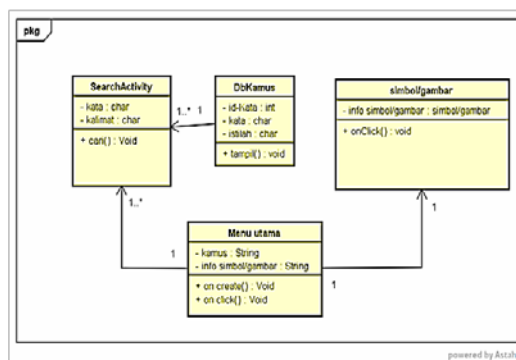 pkg
SearchActivity
- kata : char
- kalimat : char
+ cari() : Void
1..* 1
DbKamus
- id-Kata : int
- kata : char
- istilah : char
+ tampil() : void
simbol/gambar
- info simbol/gambar : simbol/gambar
+ onClick() : void
1..*
1
1
1
Menu utama
- kamus : String
- info simbol/gambar : String
+ on create() : Void
+ on click() : Void
powered by Astah